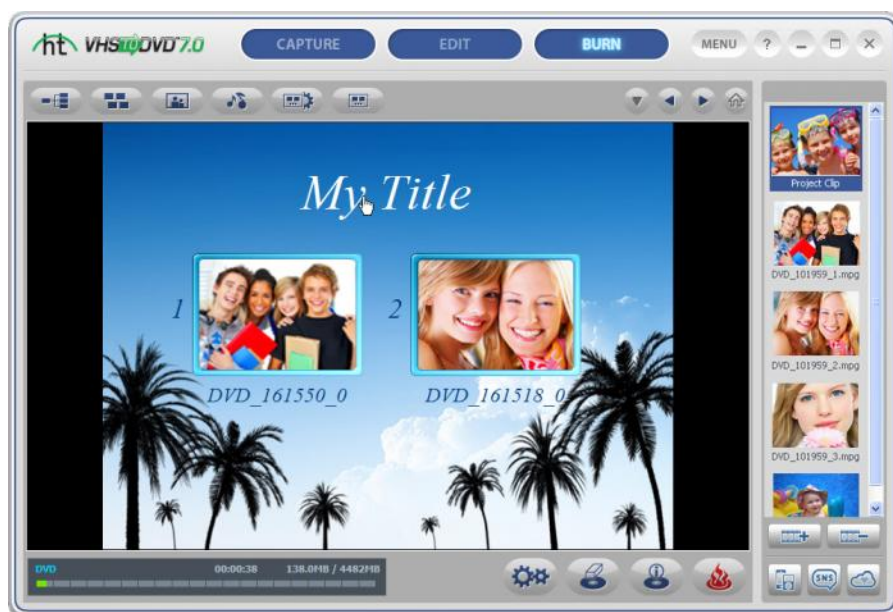 ht VHS TO DVD 7.0 CAPTURE EDIT BURN MENU ?
My Title
Project Clip
DVD_101959_1.mpg
1 2
DVD_101959_2.mpg
DVD_161550_0 DVD_161518_0
DVD_101959_3.mpg
DVD 00:00:38 138.0MB / 4482MB
SNS